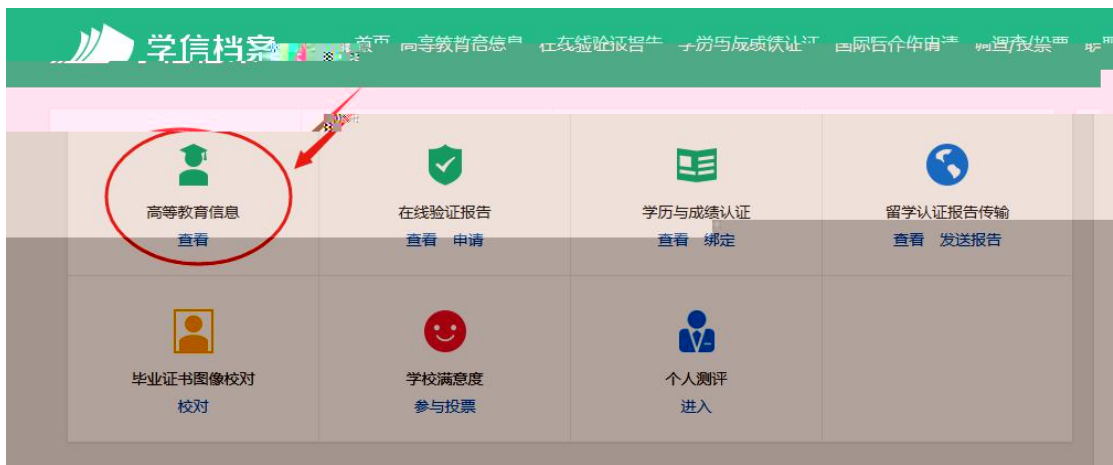 学信档案
首页 高等教育信息 在线验证报告 学历与成绩认证 国际合作申请 调查/投票
高等教育信息
查看
在线验证报告
查看 申请
学历与成绩认证
查看 绑定
留学认证报告传输
查看 发送报告
毕业证书图像校对
校对
学校满意度
参与投票
个人测评
进入